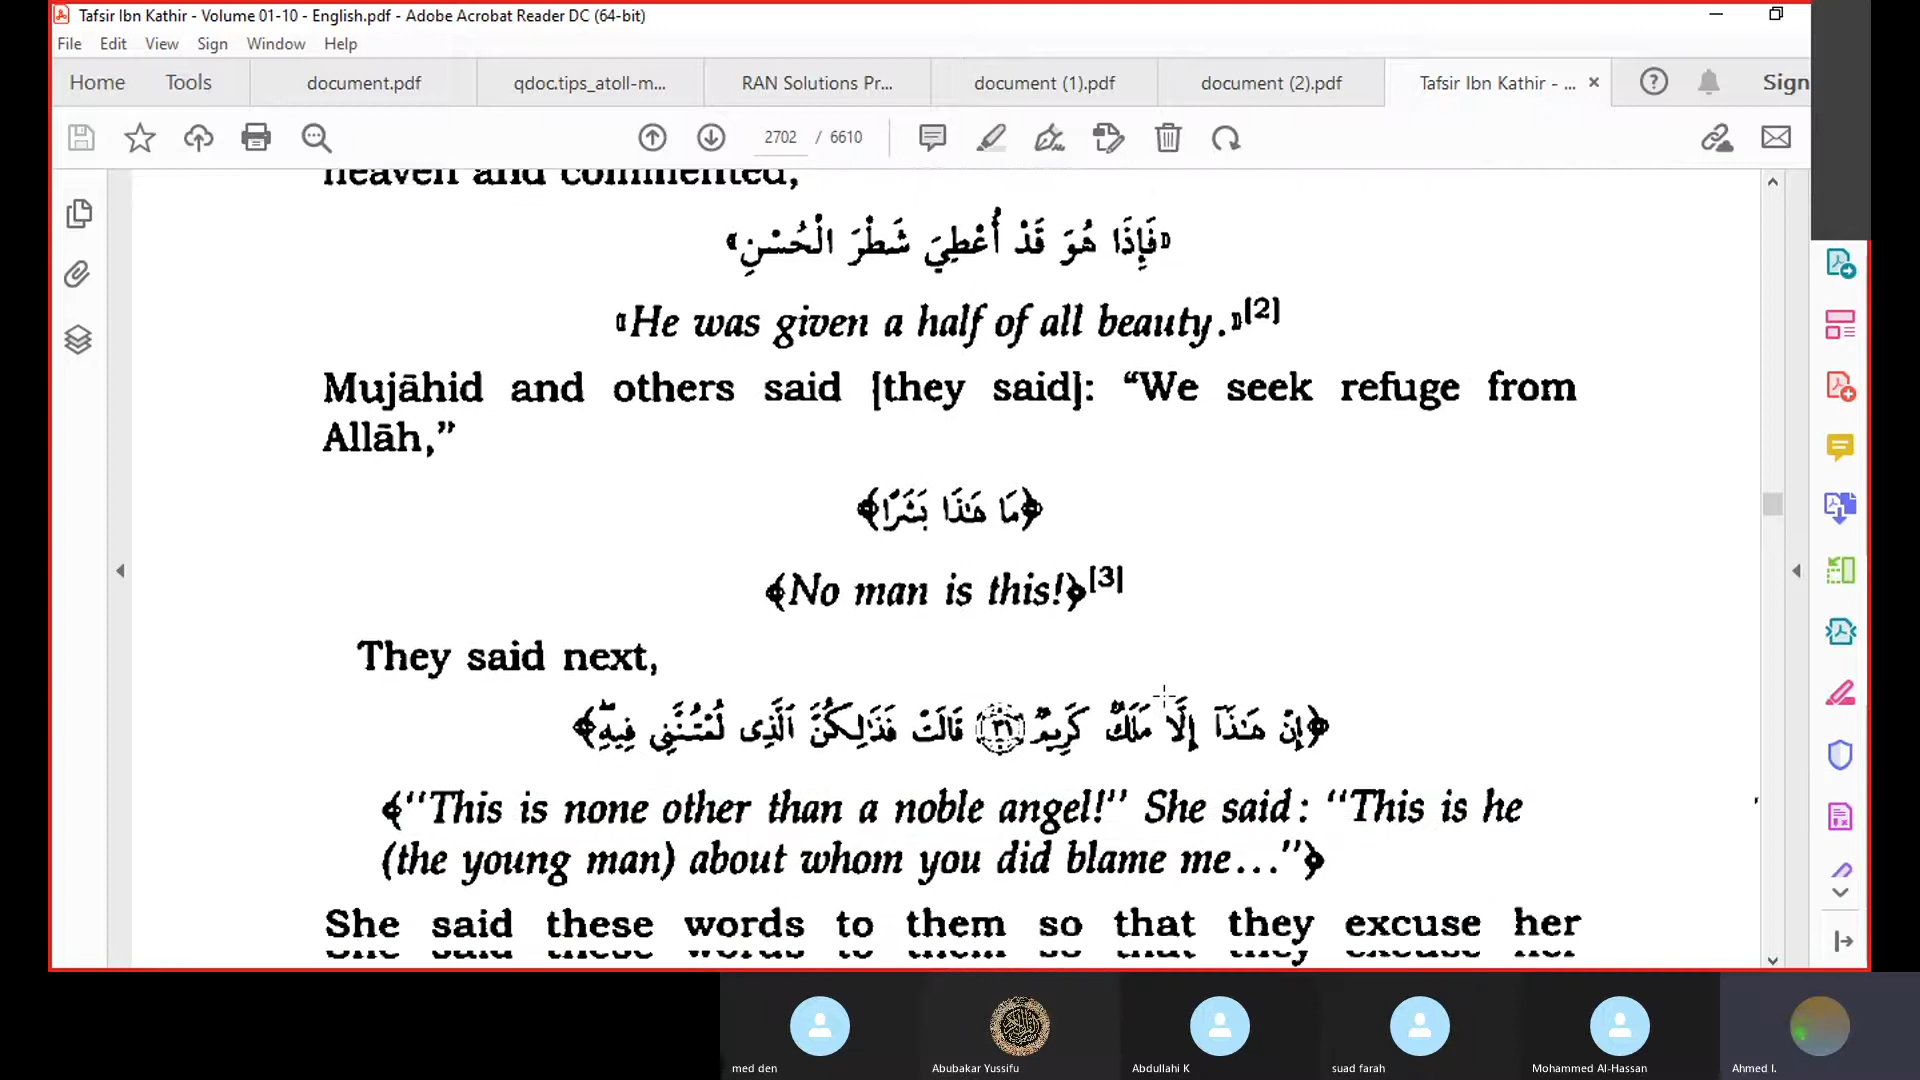 Tafsir Ibn Kathir - Volume 01-10 - English.pdf - Adobe Acrobat Reader DC (64-bit)
File Edit View Sign Window Help
Home Tools document.pdf qdoc.tips_atoll-m... RAN Solutions Pr... document (1).pdf document (2).pdf Tafsir Ibn Kathir - ... × Sign
2702 / 6610
heaven and commented,
«فَإِذَا هُوَ قَدْ أُعْطِيَ شَطْرَ الْحُسْنِ»
«He was given a half of all beauty.»[2]
Mujāhid and others said [they said]: “We seek refuge from
Allāh,”
﴿مَا هَـٰذَا بَشَرًا﴾
﴾No man is this!﴿[3]
They said next,
﴿إِنْ هَـٰذَآ إِلَّا مَلَكٌ كَرِيمٌ ٣١ قَالَتْ فَذَٰلِكُنَّ ٱلَّذِى لُمْتُنَّنِى فِيهِ﴾
﴾“This is none other than a noble angel!” She said: “This is he
(the young man) about whom you did blame me...”﴿
She said these words to them so that they excuse her
med den Abubakar Yussifu Abdullahi K suad farah Mohammed Al-Hassan Ahmed I.